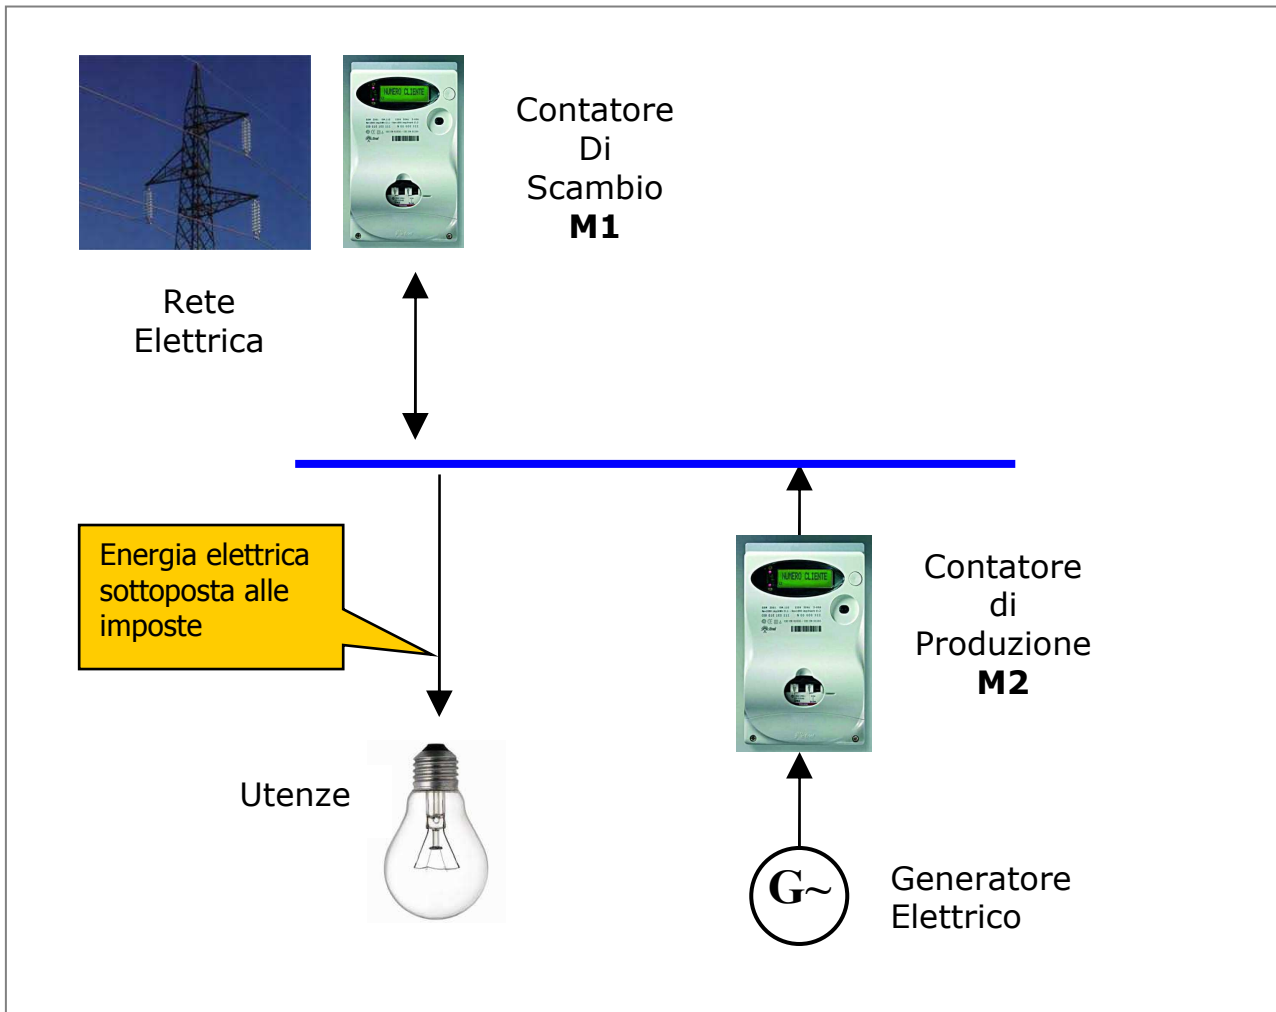 NUMERO CLIENTE
Contatore
Di
Scambio
M1
Rete
Elettrica
Energia elettrica
sottoposta alle
imposte
NUMERO CLIENTE
Contatore
di
Produzione
M2
Utenze
G~
Generatore
Elettrico